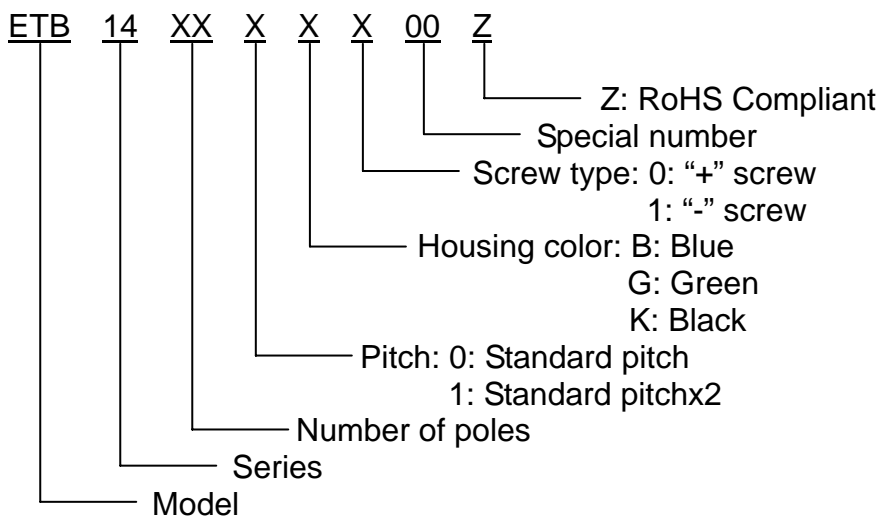 ETB 14 XX X X X 00 Z
Z: RoHS Compliant
Special number
Screw type: 0: “+” screw
1: “-” screw
Housing color: B: Blue
G: Green
K: Black
Pitch: 0: Standard pitch
1: Standard pitchx2
Number of poles
Series
Model